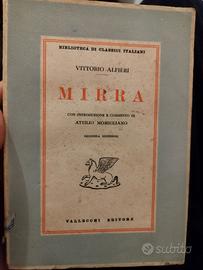 BIBLIOTECA DI CLASSICI ITALIANI
VITTORIO ALFIERI
MIRRA
CON INTRODUZIONE E COMMENTO DI
ATTILIO MOMIGLIANO
SECONDA EDIZIONE
VALLECCHI EDITORE
subito